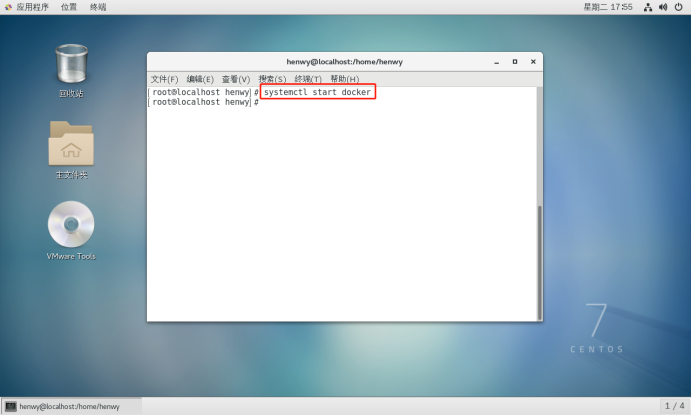 应用程序 位置 终端 星期二 17:55
henwy@localhost:/home/henwy
文件(F) 编辑(E) 查看(V) 搜索(S) 终端(T) 帮助(H)
[root@localhost henwy]# systemctl start docker
[root@localhost henwy]#
回收站
主文件夹
VMware Tools
7
CENTOS
henwy@localhost:/home/henwy 1 / 4